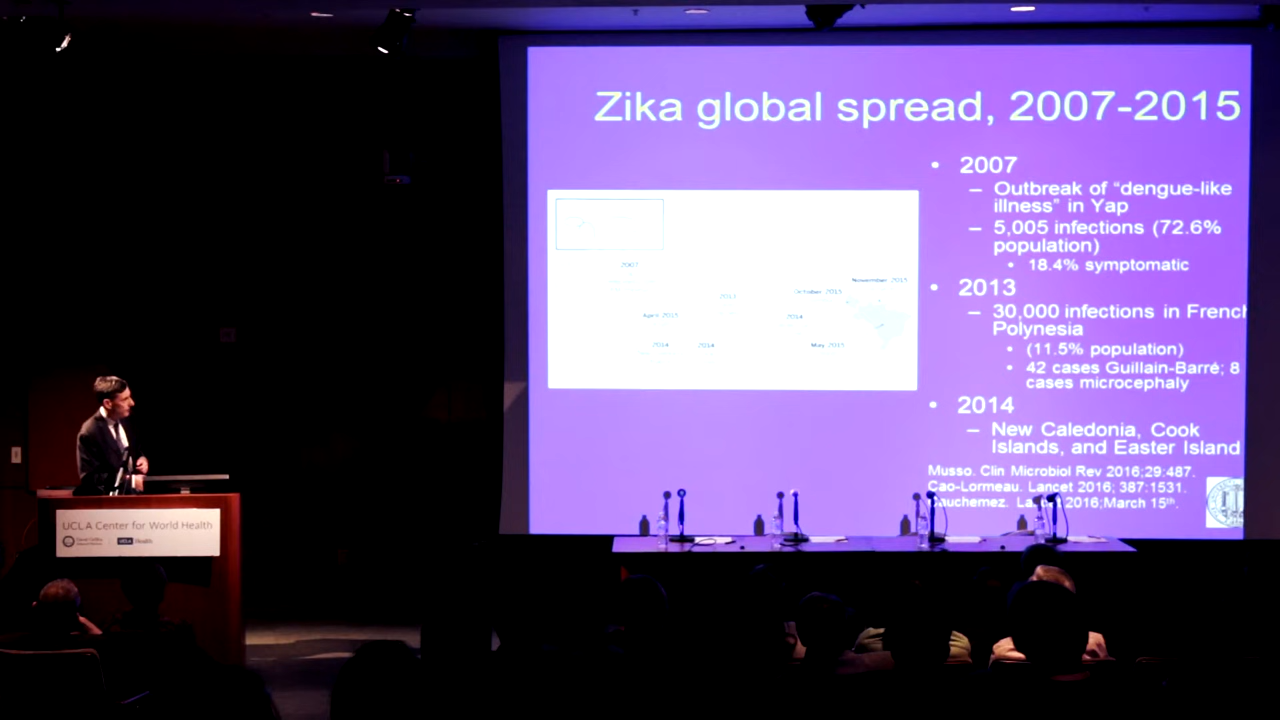 Zika global spread, 2007-2015
• 2007
– Outbreak of “dengue-like
illness” in Yap
– 5,005 infections (72.6%
population)
• 18.4% symptomatic
• 2013
– 30,000 infections in French
Polynesia
• (11.5% population)
• 42 cases Guillain-Barré; 8
cases microcephaly
• 2014
– New Caledonia, Cook
Islands, and Easter Island
Musso. Clin Microbiol Rev 2016;29:487.
Cao-Lormeau. Lancet 2016; 387:1531.
2016;March 15th.
2007
November 2015
October 2015
2013
April 2015
2014
2014
2014
May 2015
UCLA Center for World Health
UCLA Health